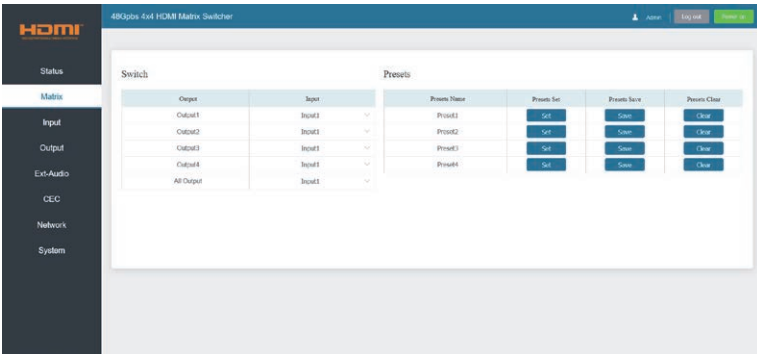 HDMI
48Gpbs 4x4 HDMI Matrix Switcher
Admin
Log out
Power up
Status
Matrix
Input
Output
Ext-Audio
CEC
Network
System
Switch
Output Input
Output1 Input1
Output2 Input1
Output3 Input1
Output4 Input1
All Output Input1
Presets
Presets Name Presets Set Presets Save Presets Clear
Preset1 Set Save Clear
Preset2 Set Save Clear
Preset3 Set Save Clear
Preset4 Set Save Clear